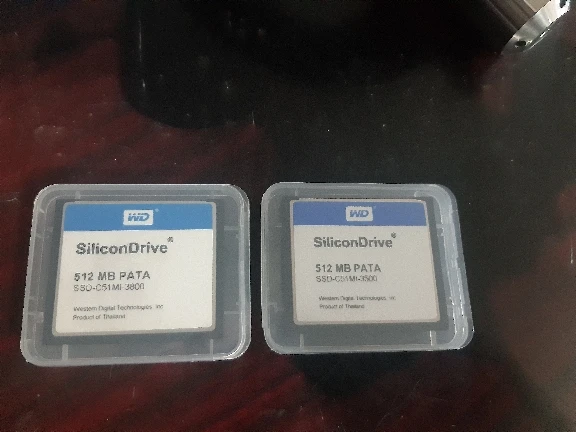 WD
SiliconDrive®
512 MB PATA
SSD-C51MI-3800
Western Digital Technologies, Inc
Product of Thailand
WD
SiliconDrive®
512 MB PATA
SSD-C51MI-3500
Western Digital Technologies, Inc
Product of Thailand